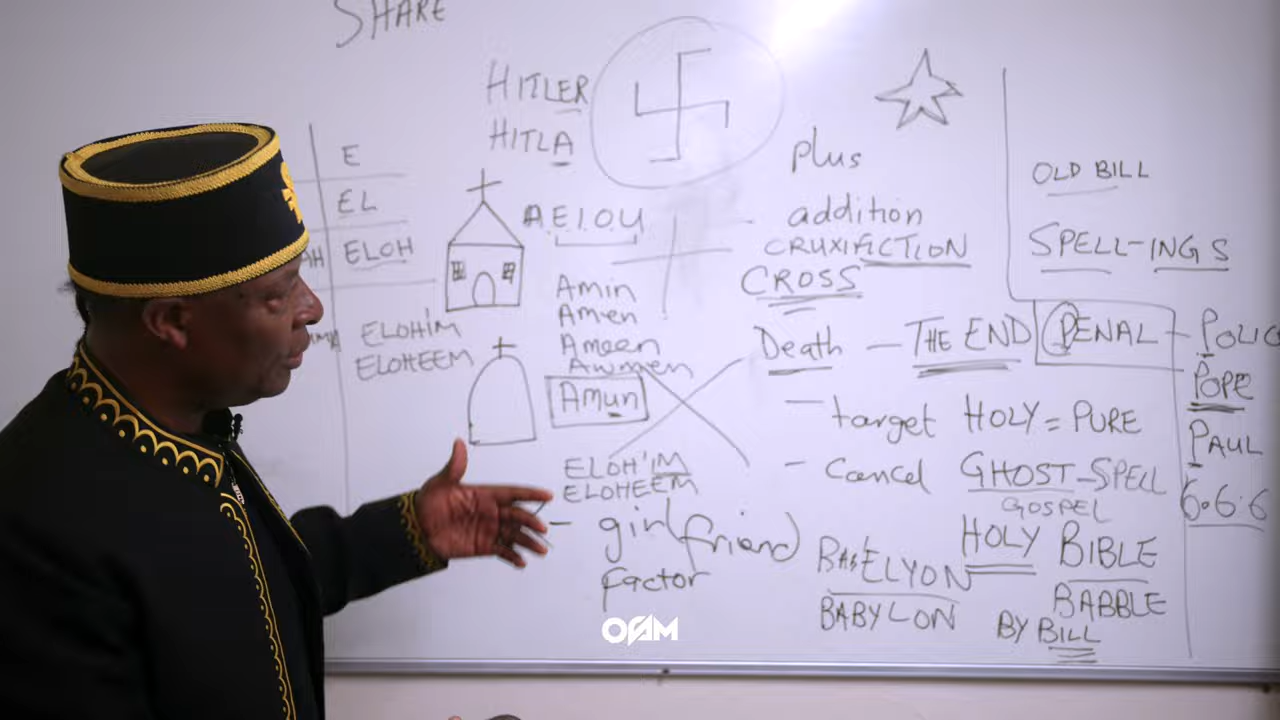 SHARE
HITLER
HITLA
E
EL
ELOH
ELOH'IM
ELOHEEM
A.E.I.O.U
Amin
Amen
Ameen
Awmen
Amun
ELOH'IM
ELOHEEM
- girl(friend)
factor
plus
addition
CRUXIFICTION
CROSS
Death — THE END
- target HOLY = PURE
- Cancel GHOST-SPELL
GOSPEL
HOLY BIBLE
BABBLE
BY BILL
BABELYON
BABYLON
OLD BILL
SPELL-INGS
PENAL - POLIC
POPE
PAUL
6.6.6